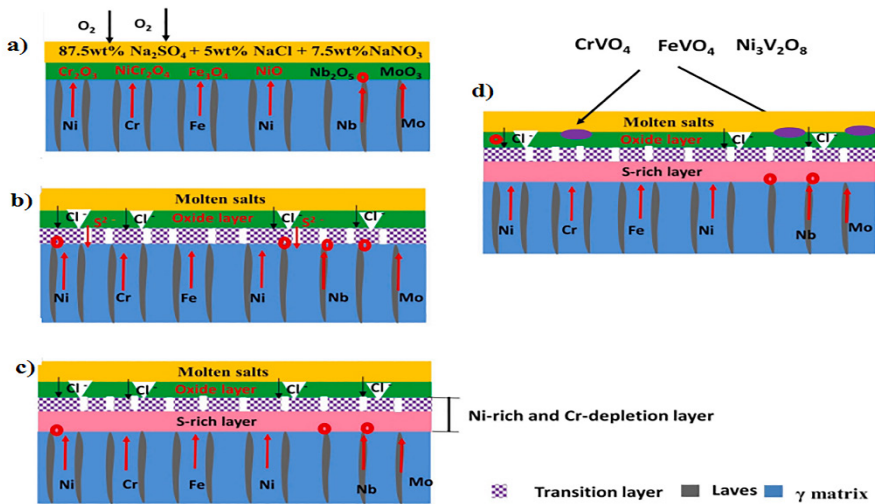 a)
O₂ O₂
87.5wt% Na₂SO₄ + 5wt% NaCl + 7.5wt%NaNO₃
Cr₂O₃ NiCr₂O₄ Fe₃O₄ NiO Nb₂O₅ MoO₃
Ni Cr Fe Ni Nb Mo
b)
Molten salts
Cl⁻ S²⁻ Cl⁻ Oxide layer Cl⁻ S²⁻ Cl⁻
Ni Cr Fe Ni Nb Mo
c)
Molten salts
Cl⁻ Cl⁻ Oxide layer Cl⁻ Cl⁻
S-rich layer
Ni-rich and Cr-depletion layer
Ni Cr Fe Ni Nb Mo
CrVO₄ FeVO₄ Ni₃V₂O₈
d)
Molten salts
Cl⁻ Oxide layer Cl Cl⁻
S-rich layer
Ni Cr Fe Ni Nb Mo
Transition layer Laves γ matrix